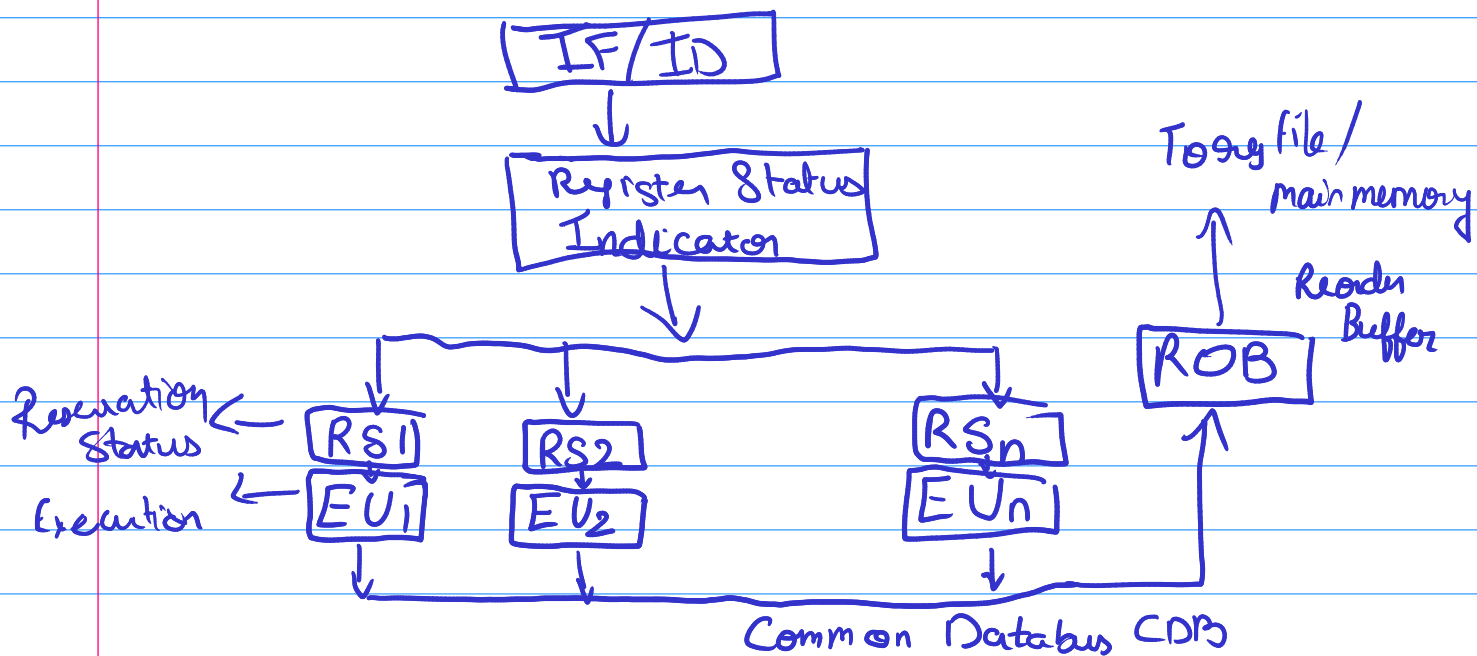 IF/ID
To reg file/
main memory
Register Status
Indicator
Reorder
Buffer
ROB
Reservation
Status
RS1
RS2
RSn
Execution
EU1
EU2
EUn
Common Databus CDB